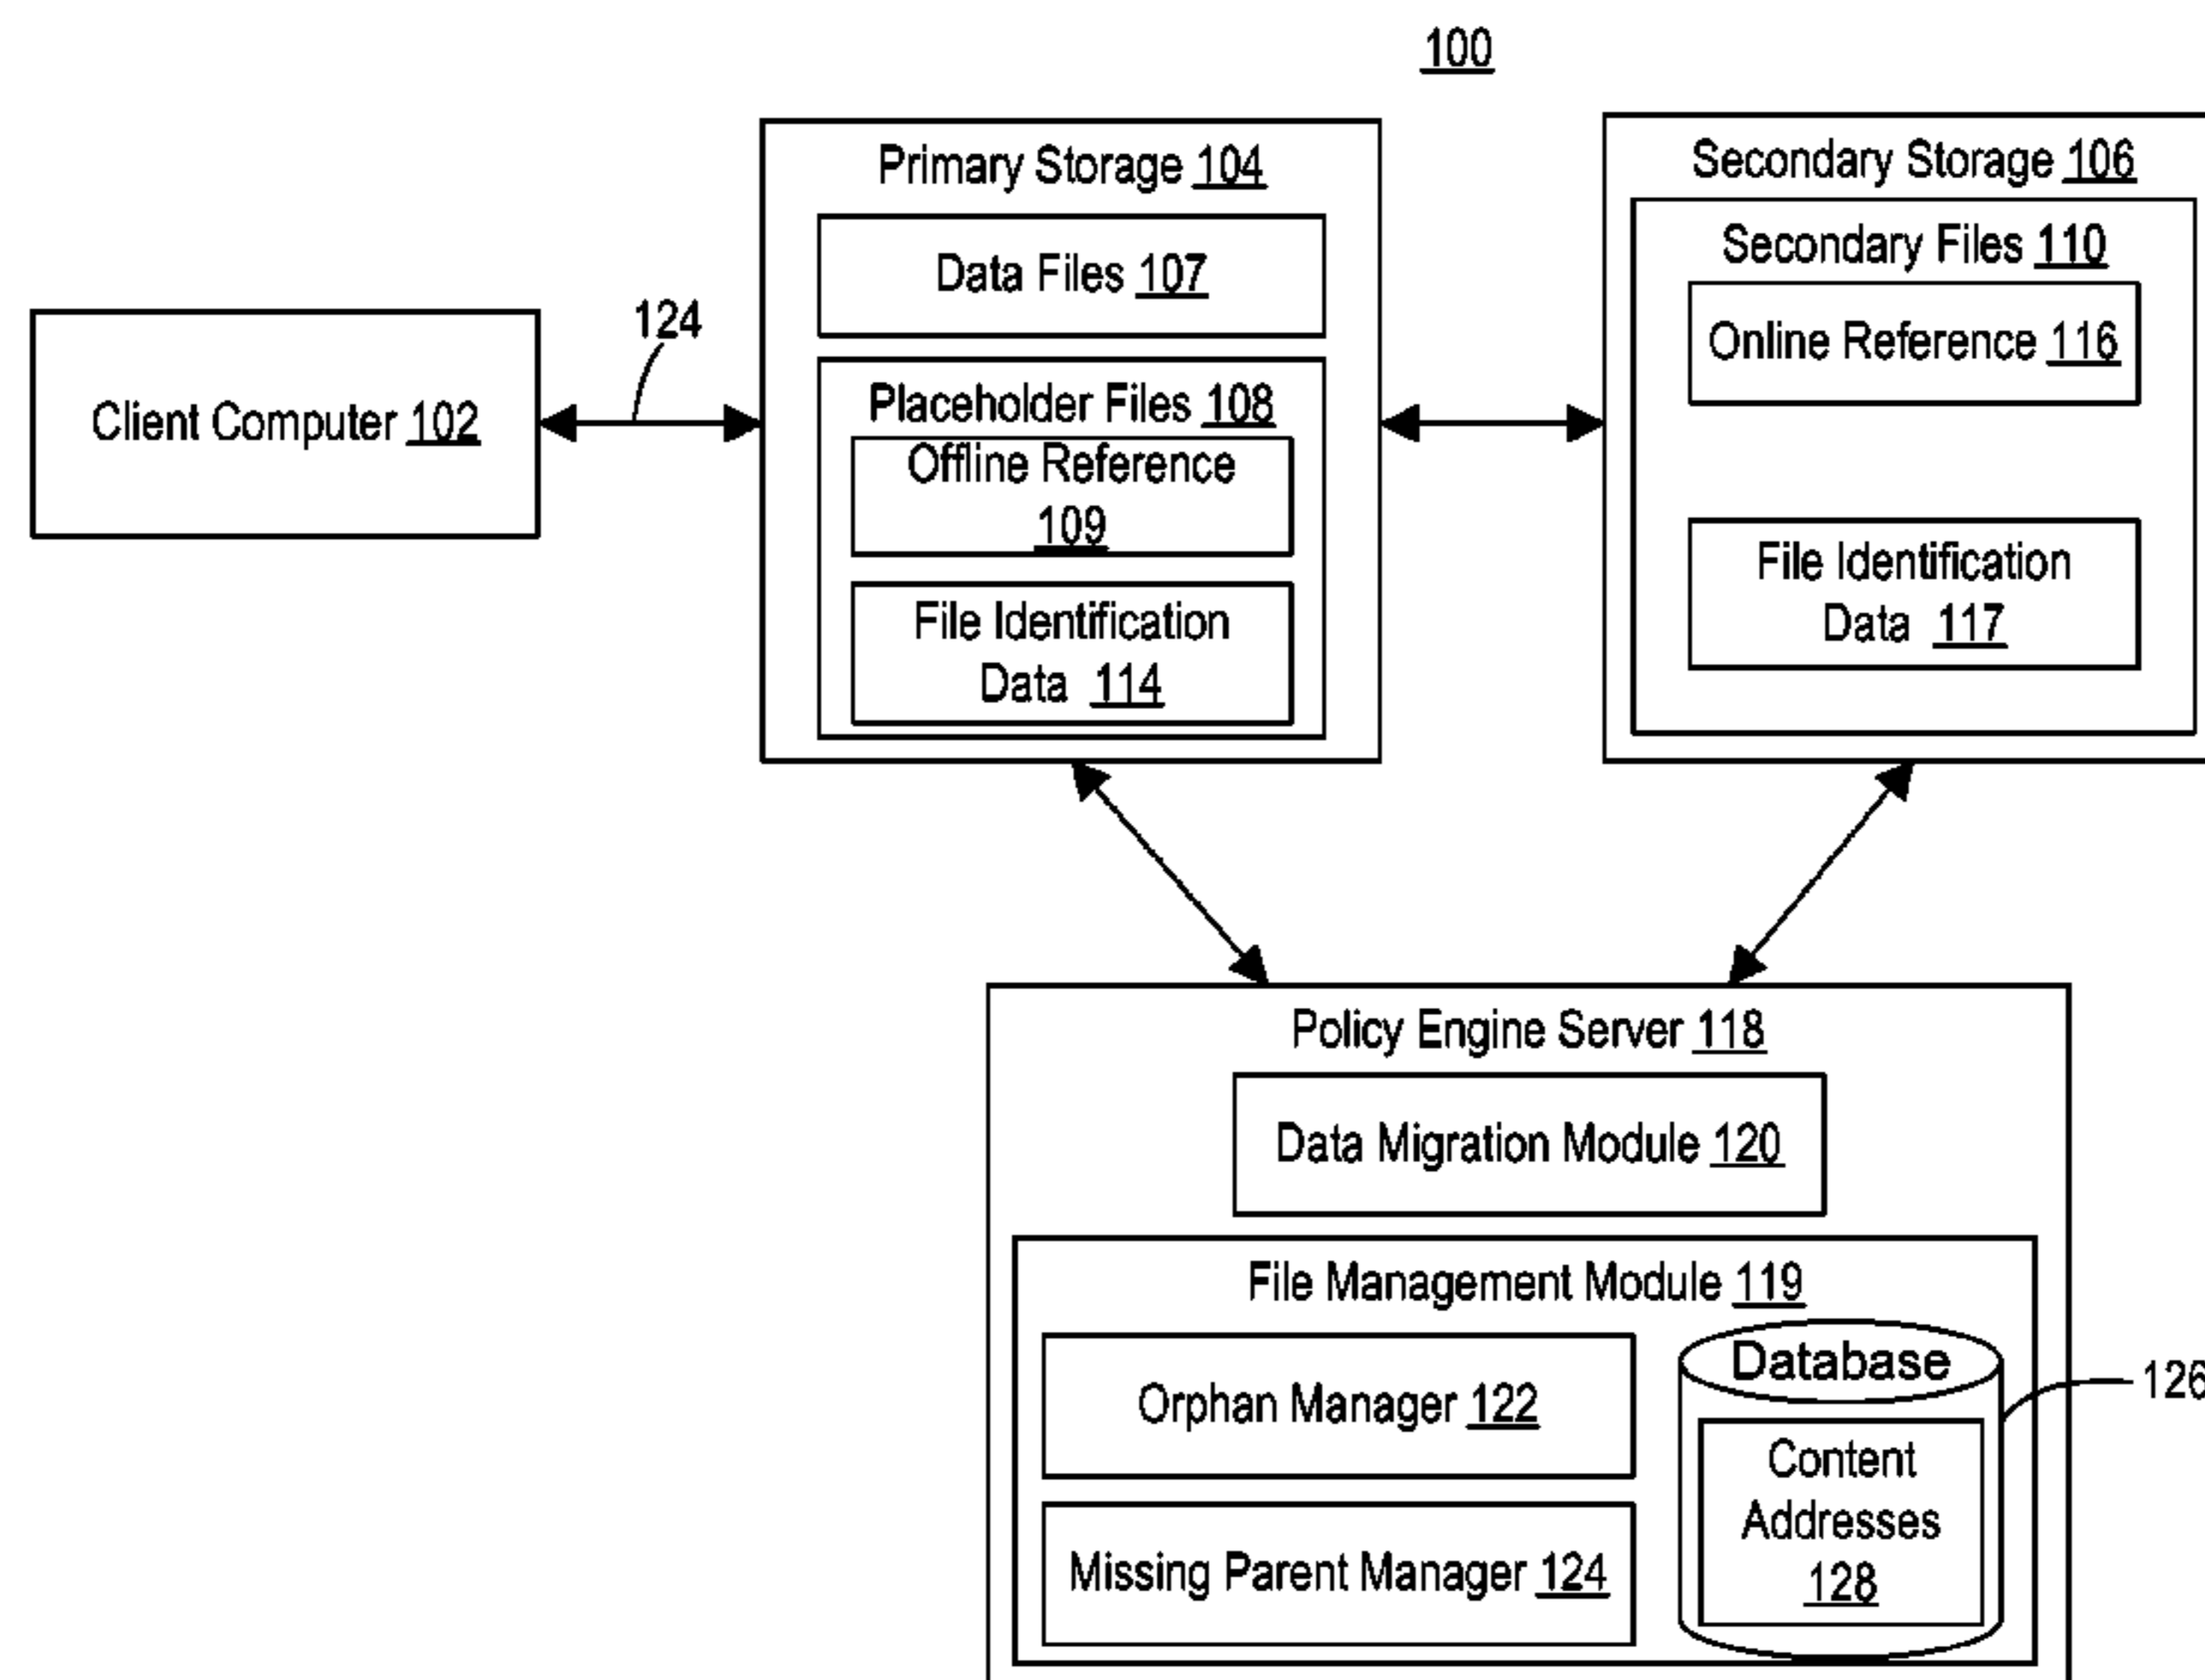 100
Primary Storage 104
Data Files 107
Placeholder Files 108
Offline Reference
109
File Identification
Data 114
Secondary Storage 106
Secondary Files 110
Online Reference 116
File Identification
Data 117
Client Computer 102
124
Policy Engine Server 118
Data Migration Module 120
File Management Module 119
Orphan Manager 122
Missing Parent Manager 124
Database
Content
Addresses
128
126